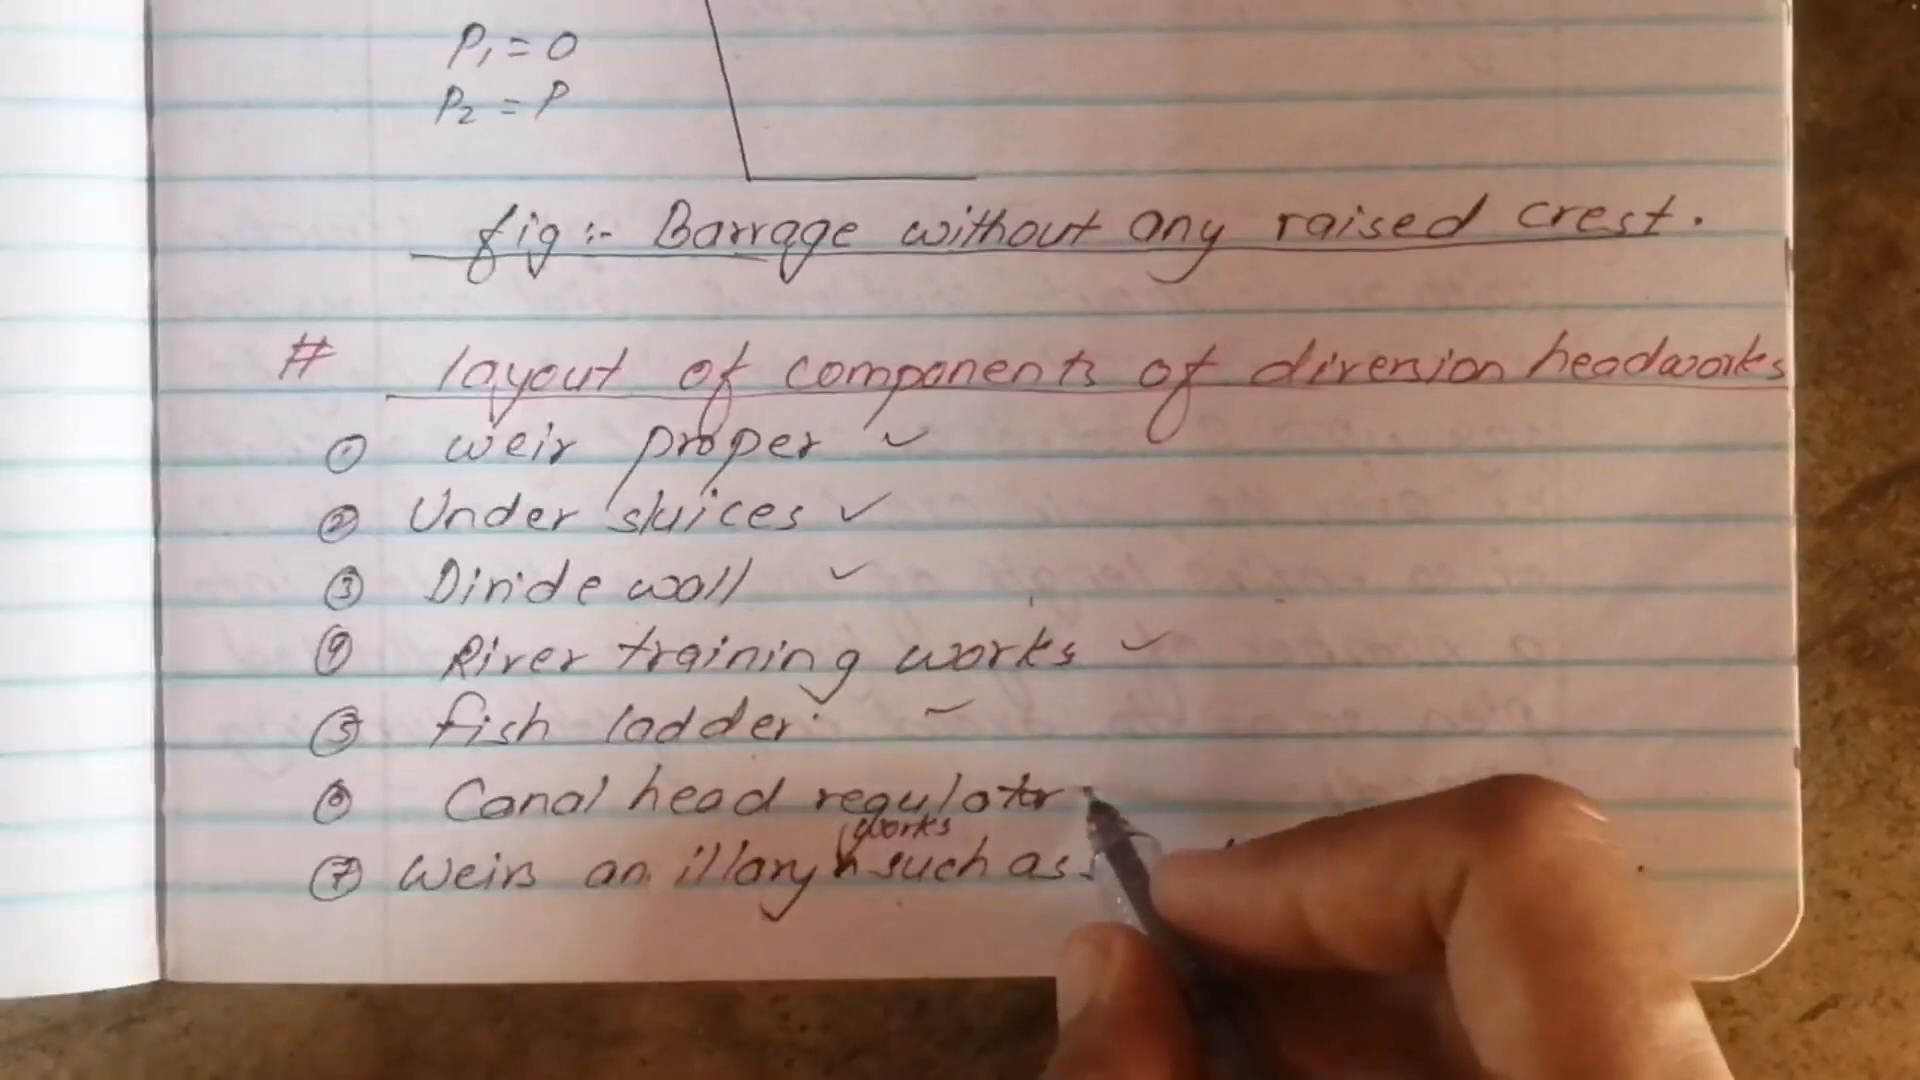 P1 = 0
P2 = P
fig :- Barrage without any raised crest.
# layout of components of diversion headworks
① weir proper ✓
② Under sluices ✓
③ Divide wall ✓
④ River training works ✓
⑤ fish ladder
⑥ Canal head regulator
works
⑦ Weirs an illary such as